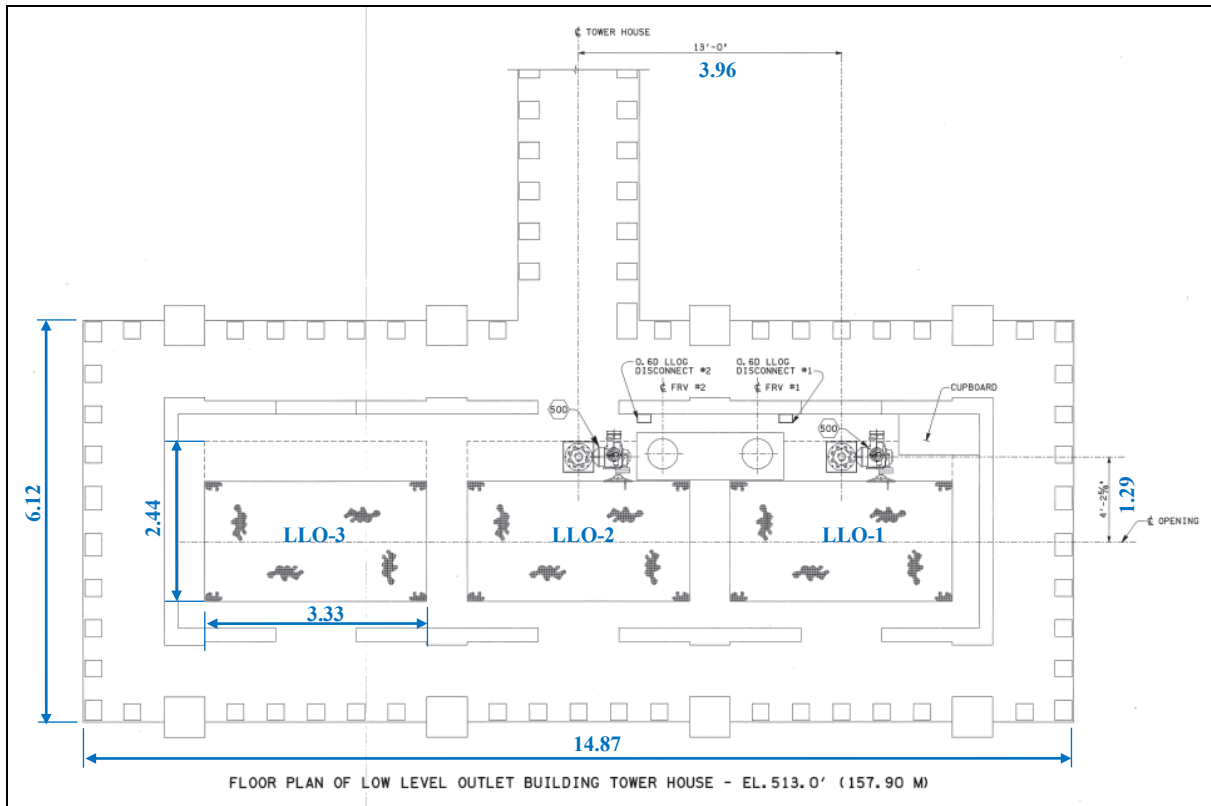 ℄ TOWER HOUSE
13'-0"
3.96
0.6D LLOG
DISCONNECT #2
0.6D LLOG
DISCONNECT #1
℄ FRV #2
℄ FRV #1
CUPBOARD
500
500
6.12
2.44
LLO-3
LLO-2
LLO-1
4'-2⅝"
1.29
℄ OPENING
3.33
14.87
FLOOR PLAN OF LOW LEVEL OUTLET BUILDING TOWER HOUSE - EL.513.0' (157.90 M)